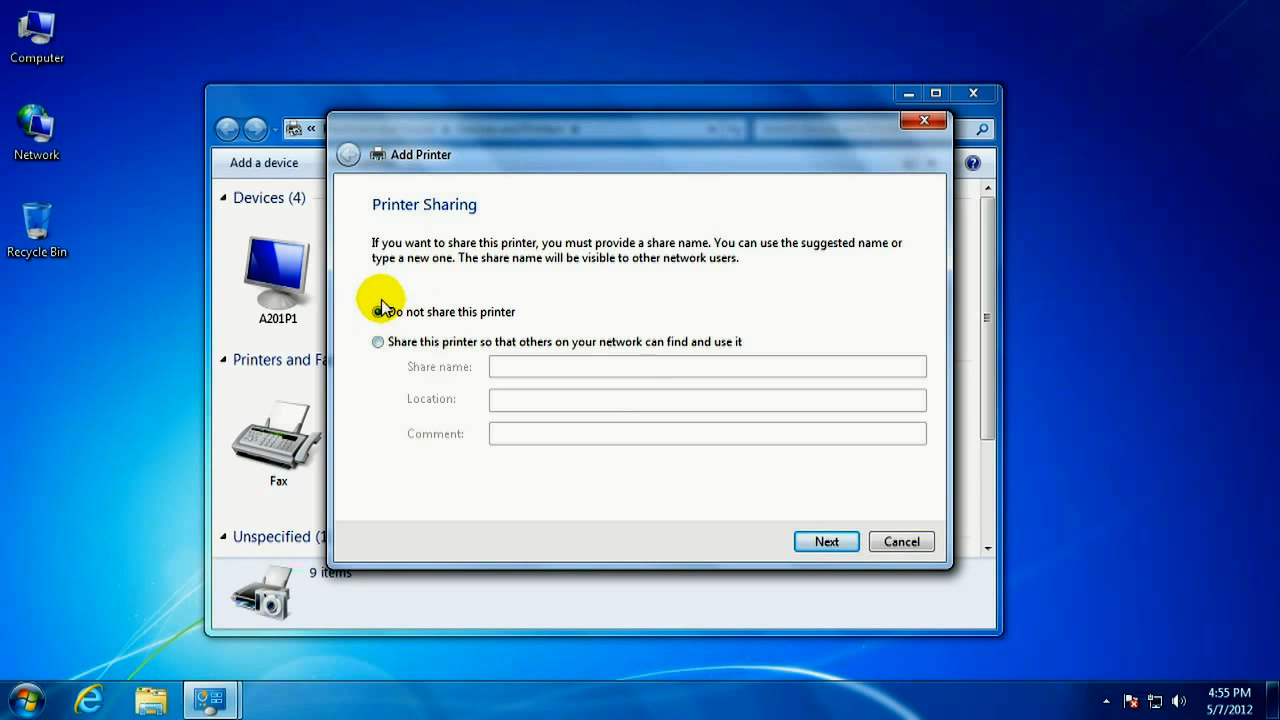 Computer
Network
Recycle Bin
«
Add a device
Devices (4)
A201P1
Printers and Fa
Fax
Unspecified (1
9 items
Add Printer
Printer Sharing
If you want to share this printer, you must provide a share name. You can use the suggested name or
type a new one. The share name will be visible to other network users.
Do not share this printer
Share this printer so that others on your network can find and use it
Share name:
Location:
Comment:
Next
Cancel
4:55 PM
5/7/2012